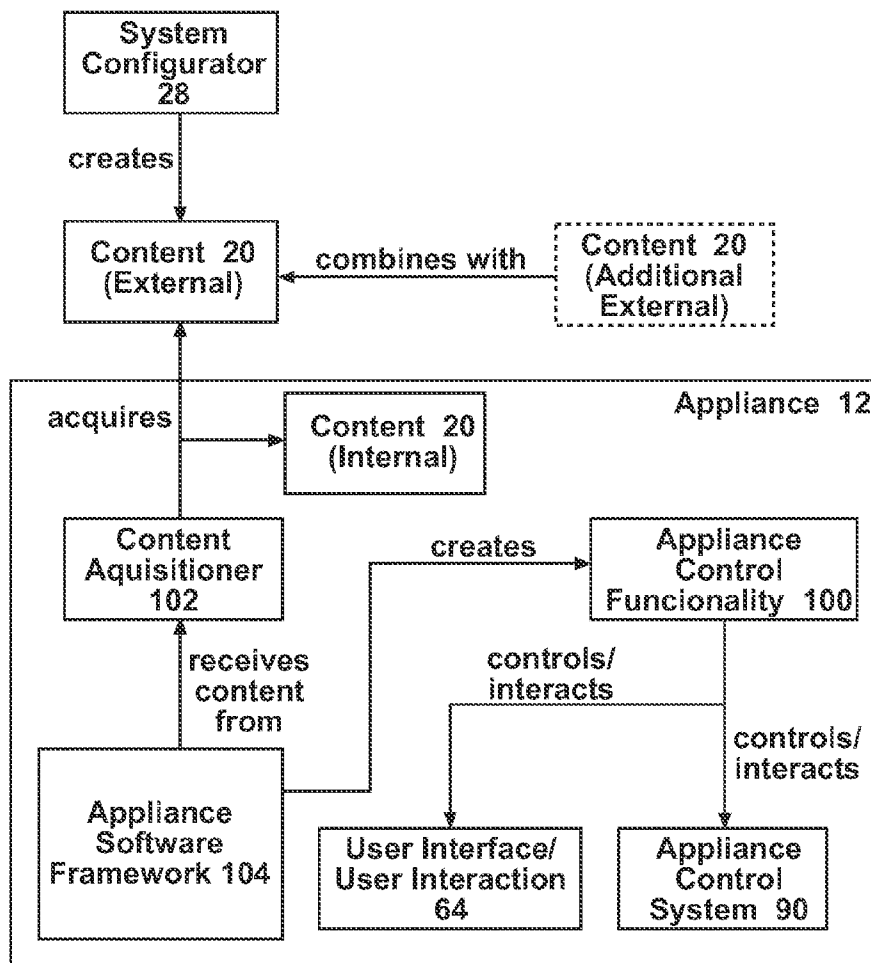 System
Configurator
28
creates
Content 20
(External)
combines with
Content 20
(Additional
External)
Appliance 12
acquires
Content 20
(Internal)
Content
Aquisitioner
102
creates
Appliance
Control
Funcionality 100
receives
content
from
controls/
interacts
controls/
interacts
Appliance
Software
Framework 104
User Interface/
User Interaction
64
Appliance
Control
System 90